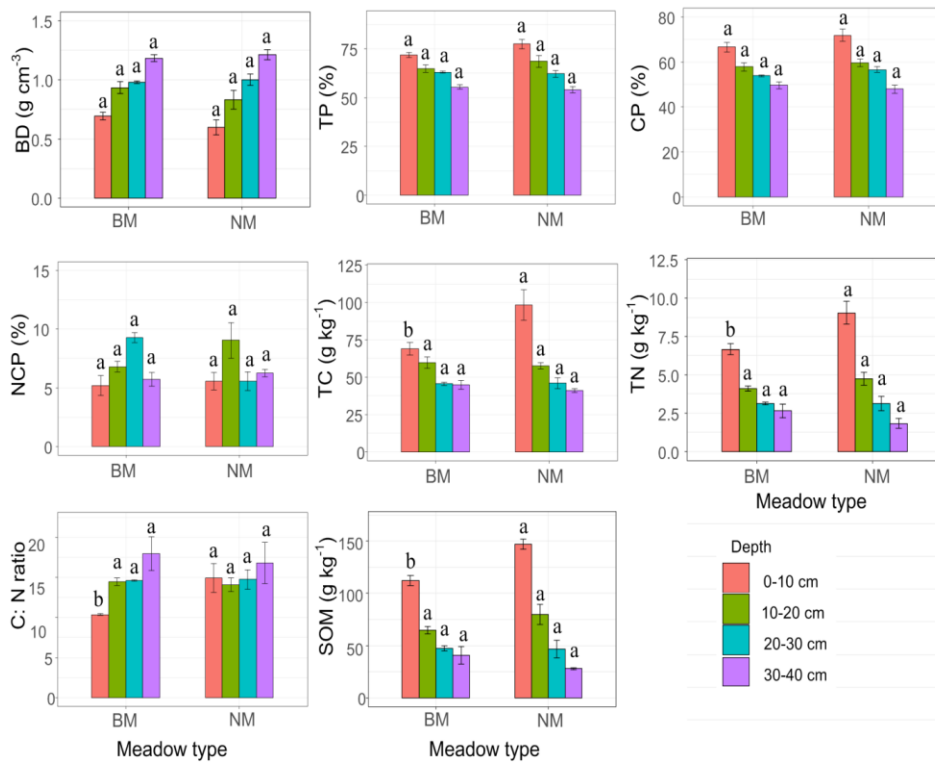 BD (g cm-3)
1.5
1.0
0.5
0.0
a a a a a a a a
BM NM
TP (%)
75
50
25
0
a a a a a a a a
BM NM
CP (%)
80
60
40
20
0
a a a a a a a a
BM NM
NCP (%)
15
10
5
0
a a a a a a a a
BM NM
TC (g kg-1)
125
100
75
50
25
0
b a a a a a a a
BM NM
TN (g kg-1)
12.5
10.0
7.5
5.0
2.5
0.0
b a a a a a a a
BM NM
Meadow type
C: N ratio
20
15
10
5
0
b a a a a a a a
BM NM
Meadow type
SOM (g kg-1)
150
100
50
0
b a a a a a a a
BM NM
Meadow type
Depth
0-10 cm
10-20 cm
20-30 cm
30-40 cm